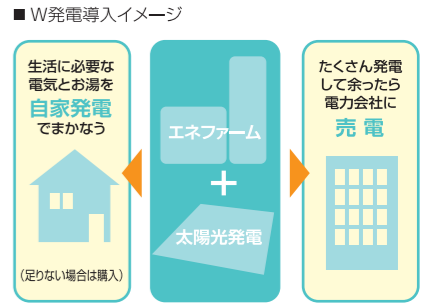 ■ W発電導入イメージ
生活に必要な
電気とお湯を
自家発電
でまかなう
(足りない場合は購入)
エネファーム
+
太陽光発電
たくさん発電
して余ったら
電力会社に
売電